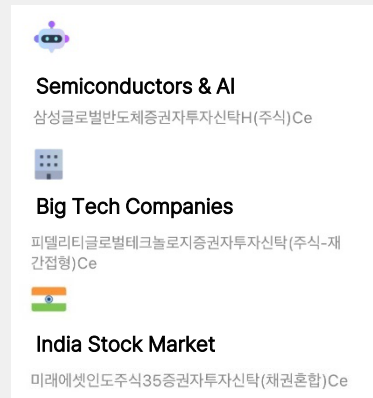 Semiconductors & AI
삼성글로벌반도체증권자투자신탁H(주식)Ce
Big Tech Companies
피델리티글로벌테크놀로지증권자투자신탁(주식-재
간접형)Ce
India Stock Market
미래에셋인도주식35증권자투자신탁(채권혼합)Ce